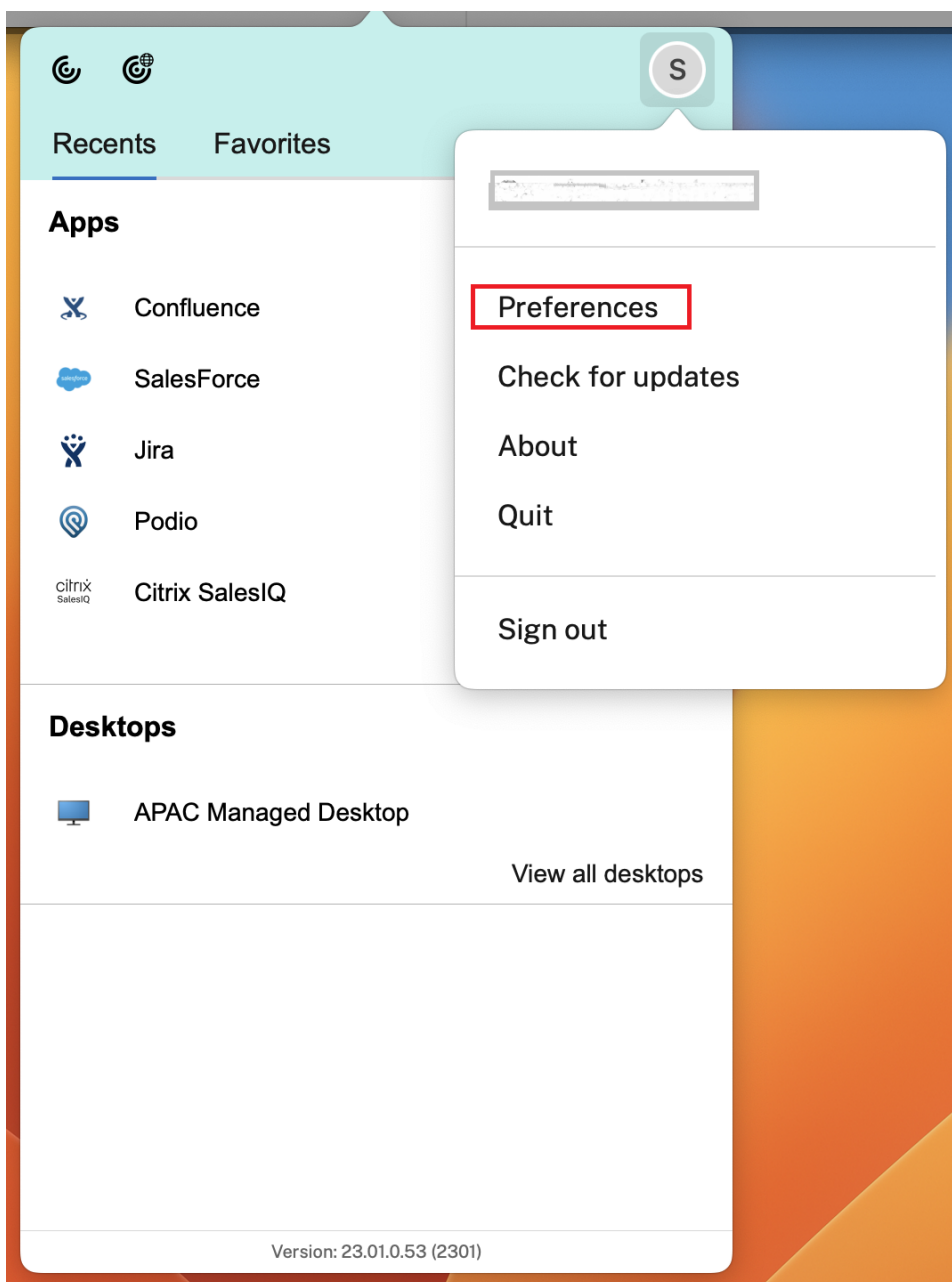 S
Recents Favorites
Apps
Confluence
SalesForce
Jira
Podio
Citrix SalesIQ
Preferences
Check for updates
About
Quit
Sign out
salesforce
citrix
SalesIQ
Desktops
APAC Managed Desktop
View all desktops
Version: 23.01.0.53 (2301)